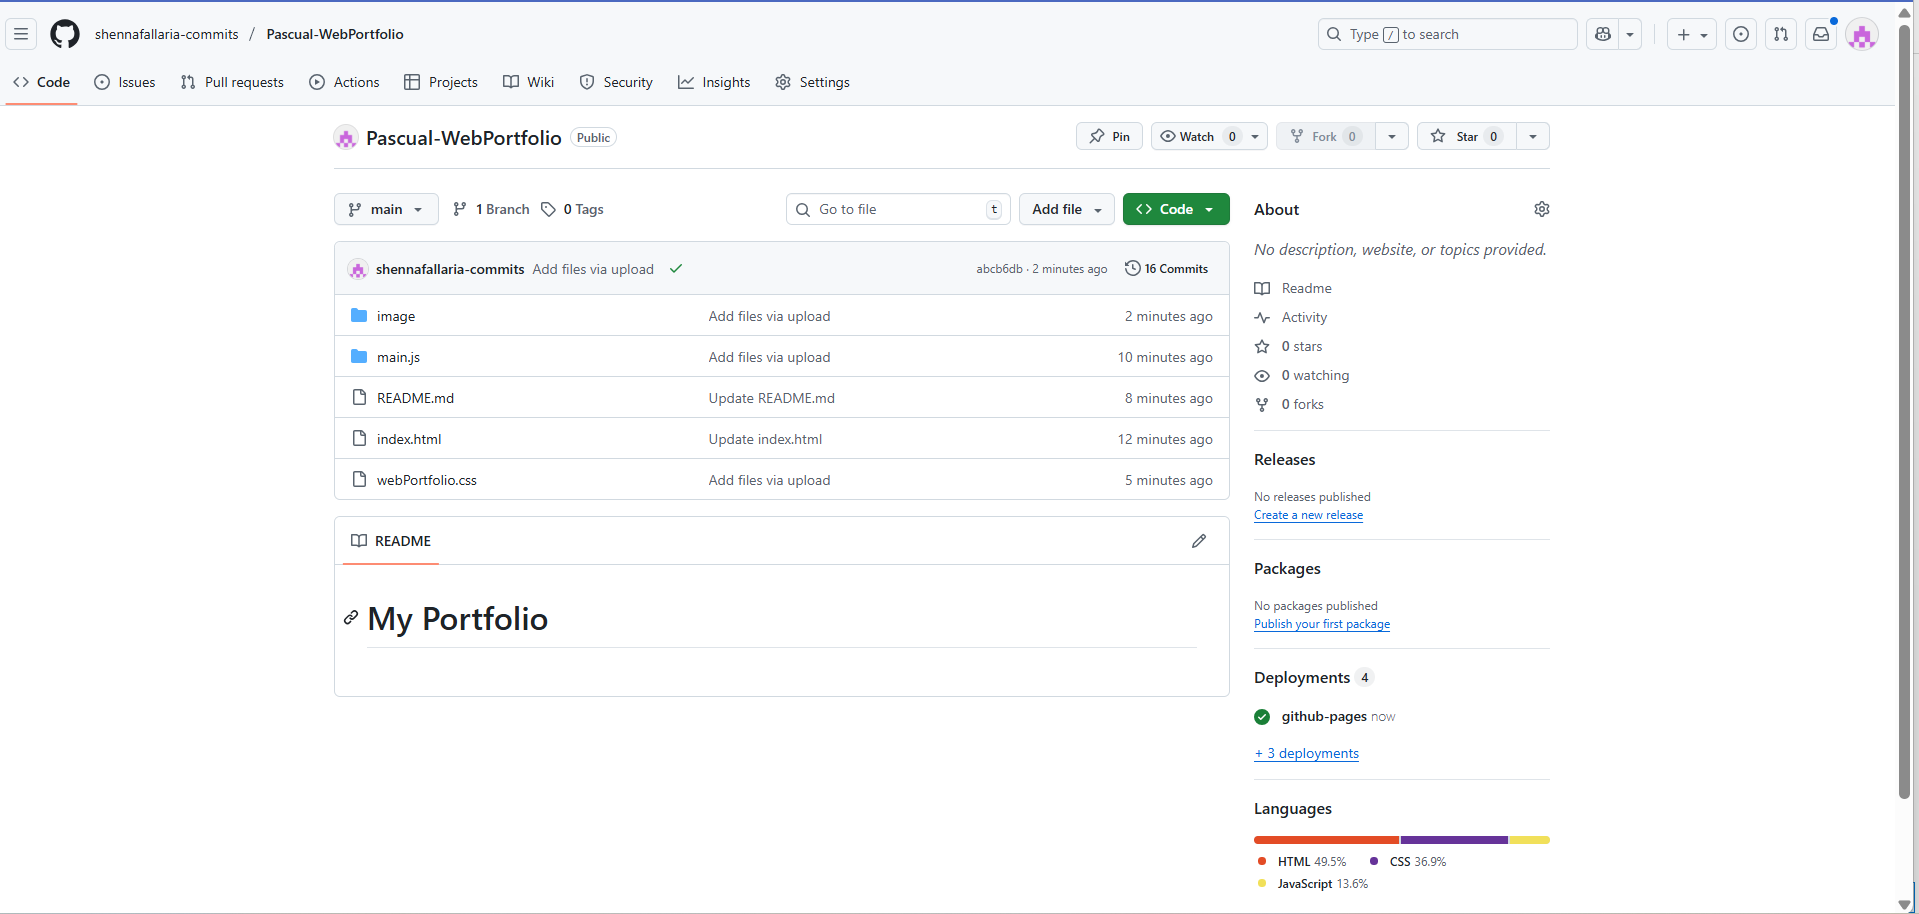 shennafallaria-commits / Pascual-WebPortfolio
Type / to search
Code Issues Pull requests Actions Projects Wiki Security Insights Settings
Pascual-WebPortfolio Public
Pin Watch 0 Fork 0 Star 0
main 1 Branch 0 Tags Go to file t Add file Code
shennafallaria-commits Add files via upload abcb6db · 2 minutes ago 16 Commits
image Add files via upload 2 minutes ago
main.js Add files via upload 10 minutes ago
README.md Update README.md 8 minutes ago
index.html Update index.html 12 minutes ago
webPortfolio.css Add files via upload 5 minutes ago
README
My Portfolio
About
No description, website, or topics provided.
Readme
Activity
0 stars
0 watching
0 forks
Releases
No releases published
Create a new release
Packages
No packages published
Publish your first package
Deployments 4
github-pages now
+ 3 deployments
Languages
HTML 49.5% CSS 36.9%
JavaScript 13.6%